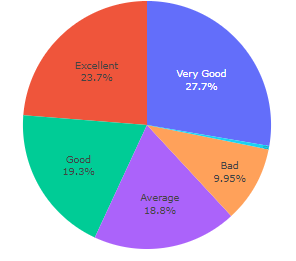 Excellent
23.7%
Very Good
27.7%
Good
19.3%
Average
18.8%
Bad
9.95%